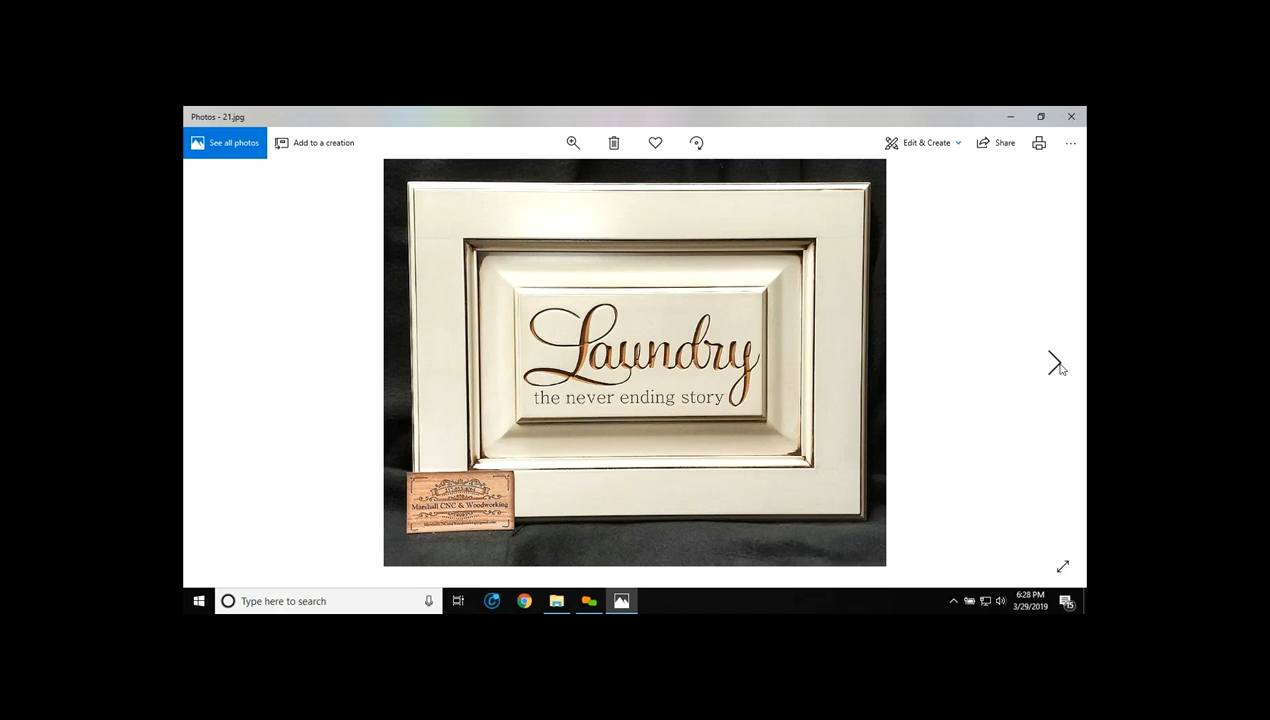 Photos - 21.jpg
See all photos
Add to a creation
Edit & Create
Share
Laundry
the never ending story
Marshall CNC & Woodworking
Type here to search
6:28 PM
3/29/2019
15